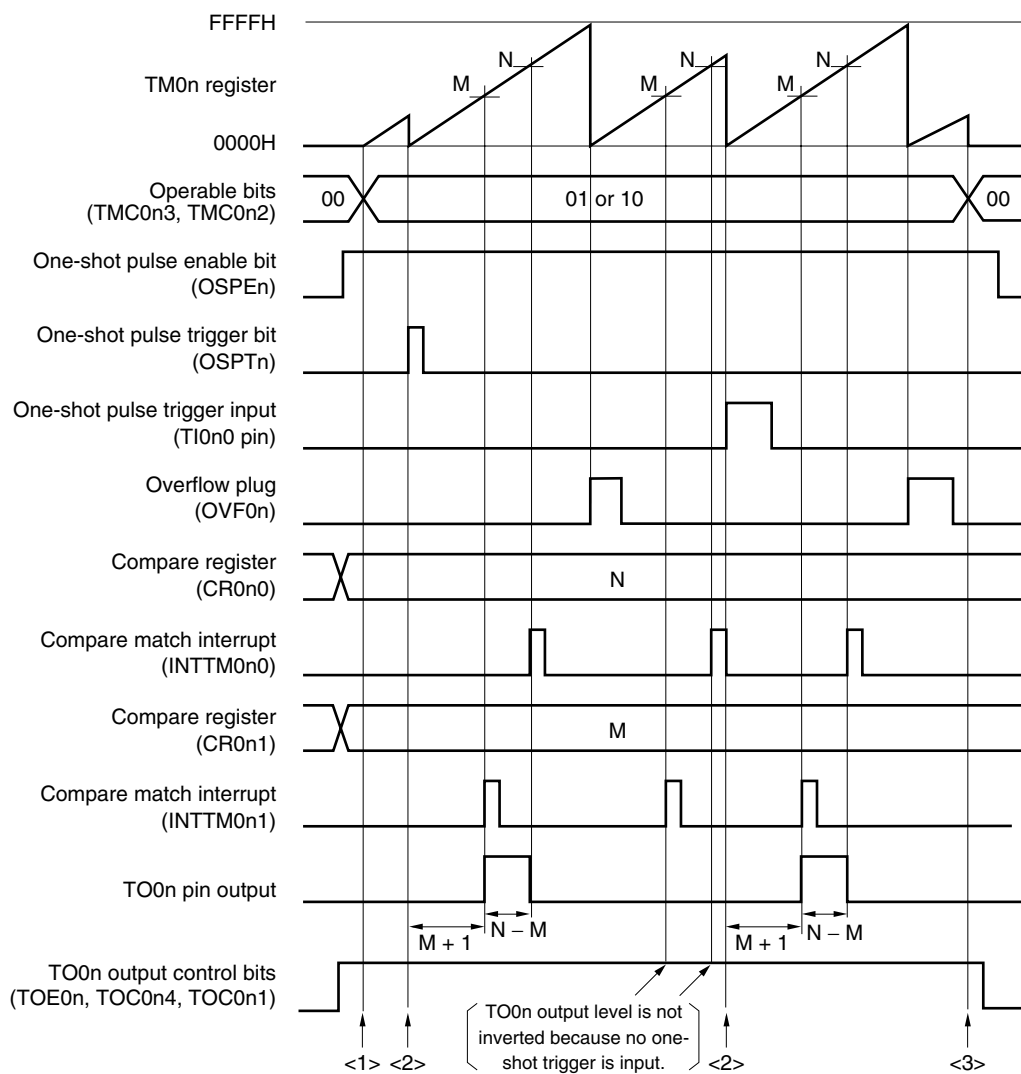 FFFFH
TM0n register
N
M
M
N
M
N
0000H
Operable bits
(TMC0n3, TMC0n2)
00
01 or 10
00
One-shot pulse enable bit
(OSPEn)
One-shot pulse trigger bit
(OSPTn)
One-shot pulse trigger input
(TI0n0 pin)
Overflow plug
(OVF0n)
Compare register
(CR0n0)
N
Compare match interrupt
(INTTM0n0)
Compare register
(CR0n1)
M
Compare match interrupt
(INTTM0n1)
TO0n pin output
M + 1
N – M
M + 1
N – M
TO0n output control bits
(TOE0n, TOC0n4, TOC0n1)
TO0n output level is not
inverted because no one-
shot trigger is input.
<1> <2> <2> <3>